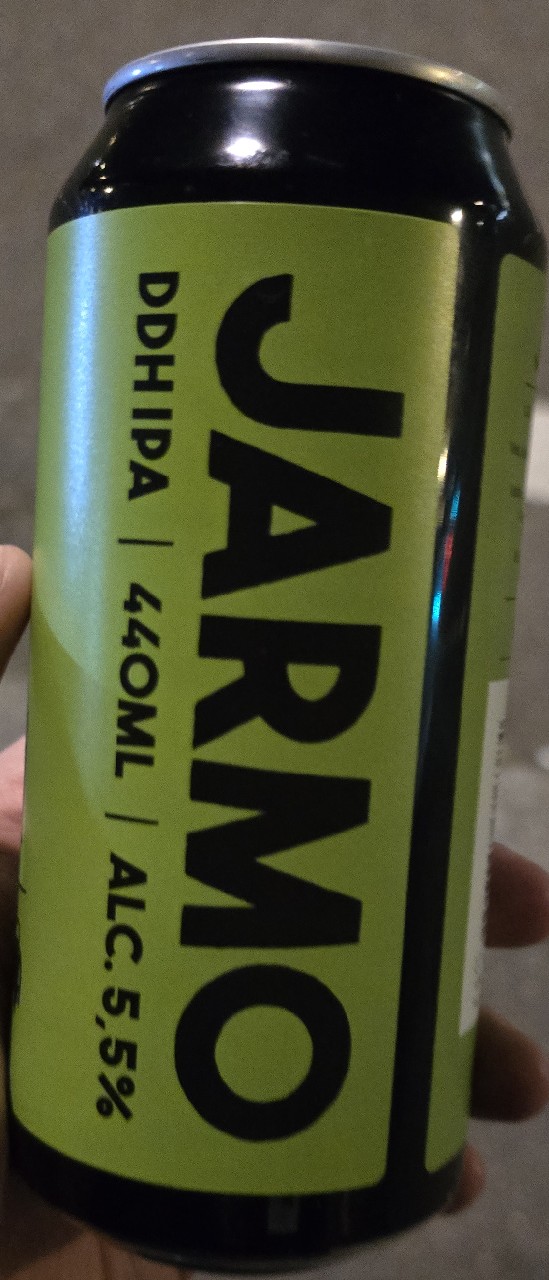 JARMO
DDH IPA | 440ML | ALC. 5,5%